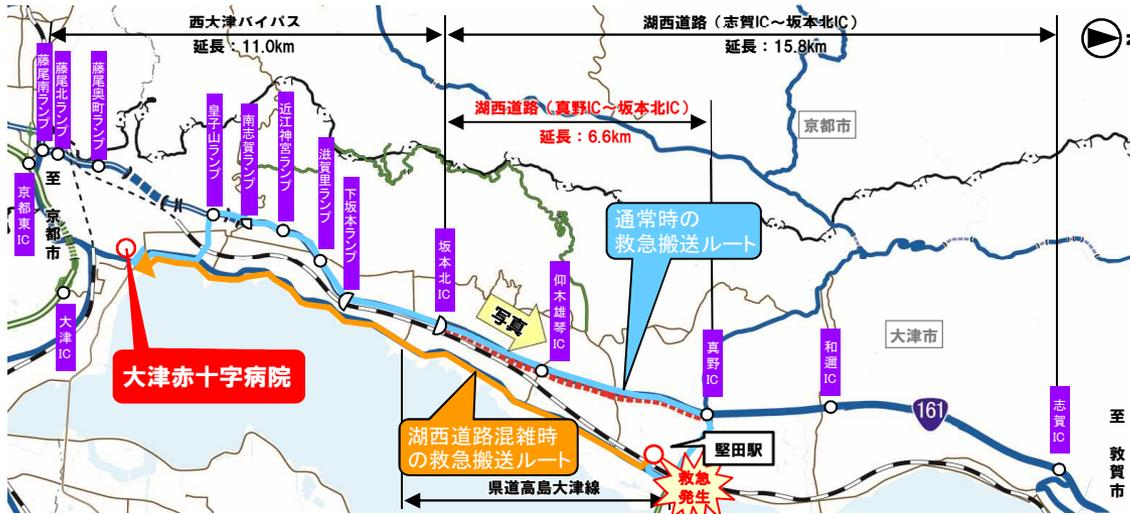 西大津バイパス
延長：11.0km
湖西道路（志賀IC～坂本北IC）
延長：15.8km
湖西道路（真野IC～坂本北IC）
延長：6.6km
京都市
藤尾南ランプ
藤尾北ランプ
藤尾奥町ランプ
皇子山ランプ
南志賀ランプ
近江神宮ランプ
滋賀里ランプ
下坂本ランプ
坂本北IC
仰木雄琴IC
真野IC
和邇IC
志賀IC
京都東IC
大津IC
至 京都市
通常時の
救急搬送ルート
写真
大津市
161
至 敦賀市
大津赤十字病院
湖西道路混雑時
の救急搬送ルート
堅田駅
救急
発生
県道高島大津線